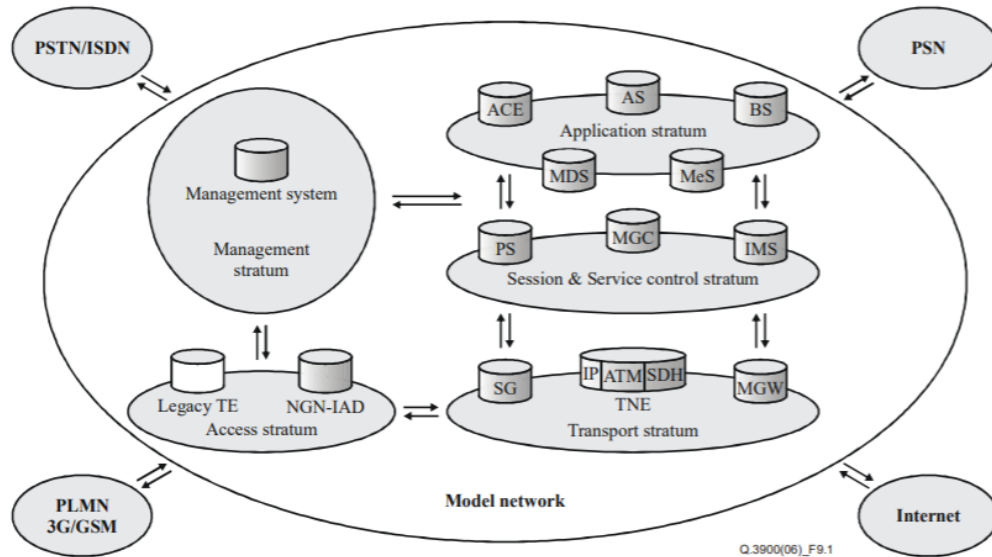 PSTN/ISDN
PSN
ACE
AS
BS
Application stratum
MDS
MeS
Management system
Management
stratum
PS
MGC
IMS
Session & Service control stratum
Legacy TE
NGN-IAD
Access stratum
SG
IP ATM SDH
MGW
TNE
Transport stratum
PLMN
3G/GSM
Model network
Internet
Q.3900(06)_F9.1